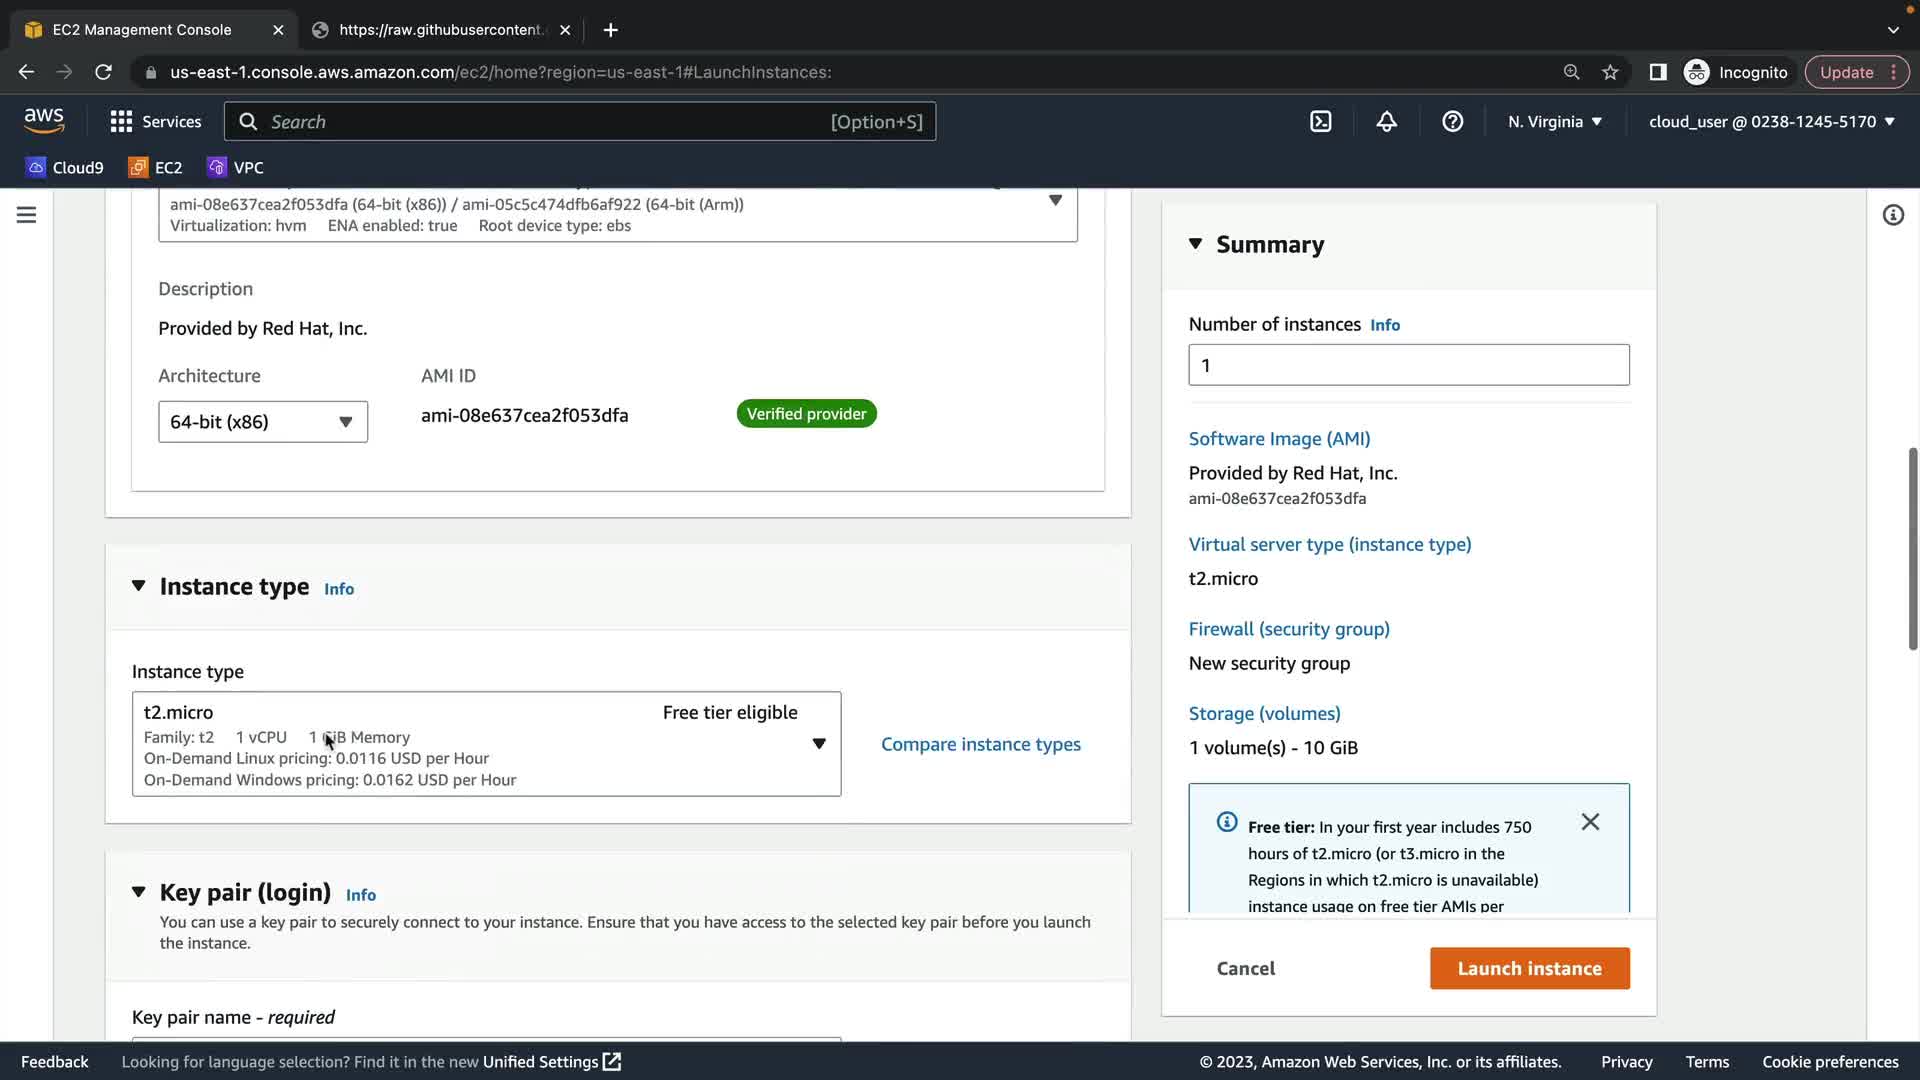 EC2 Management Console
https://raw.githubusercontent.
us-east-1.console.aws.amazon.com/ec2/home?region=us-east-1#LaunchInstances:
Incognito
Update
aws
Services
Search
[Option+S]
N. Virginia
cloud_user @ 0238-1245-5170
Cloud9
EC2
VPC
ami-08e637cea2f053dfa (64-bit (x86)) / ami-05c5c474dfb6af922 (64-bit (Arm))
Virtualization: hvm ENA enabled: true Root device type: ebs
Description
Provided by Red Hat, Inc.
Architecture
AMI ID
64-bit (x86)
ami-08e637cea2f053dfa
Verified provider
Instance type Info
Instance type
t2.micro
Free tier eligible
Family: t2 1 vCPU 1 GiB Memory
On-Demand Linux pricing: 0.0116 USD per Hour
On-Demand Windows pricing: 0.0162 USD per Hour
Compare instance types
Key pair (login) Info
You can use a key pair to securely connect to your instance. Ensure that you have access to the selected key pair before you launch
the instance.
Key pair name - required
Summary
Number of instances Info
1
Software Image (AMI)
Provided by Red Hat, Inc.
ami-08e637cea2f053dfa
Virtual server type (instance type)
t2.micro
Firewall (security group)
New security group
Storage (volumes)
1 volume(s) - 10 GiB
Free tier: In your first year includes 750
hours of t2.micro (or t3.micro in the
Regions in which t2.micro is unavailable)
instance usage on free tier AMIs per
Cancel
Launch instance
Feedback
Looking for language selection? Find it in the new Unified Settings
© 2023, Amazon Web Services, Inc. or its affiliates.
Privacy
Terms
Cookie preferences